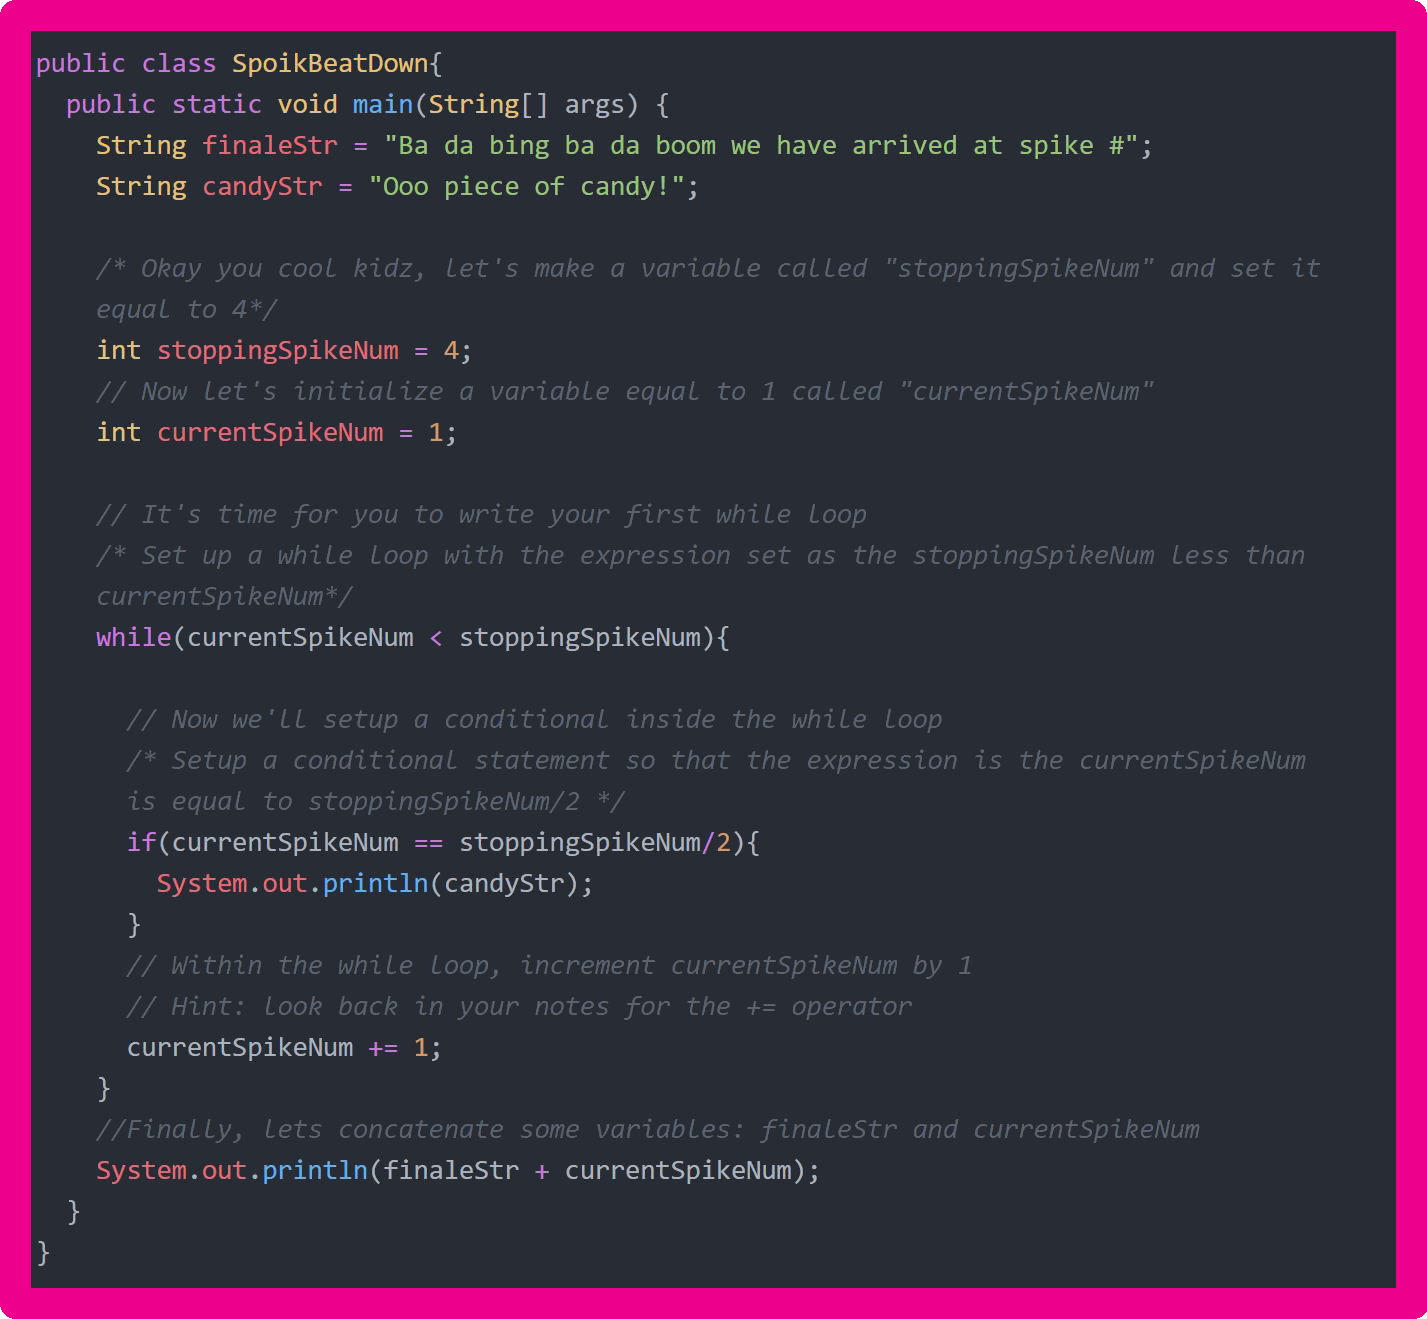 public class SpoikBeatDown{
  public static void main(String[] args) {
    String finaleStr = "Ba da bing ba da boom we have arrived at spike #";
    String candyStr = "Ooo piece of candy!";

    /* Okay you cool kidz, let's make a variable called "stoppingSpikeNum" and set it
    equal to 4*/
    int stoppingSpikeNum = 4;
    // Now let's initialize a variable equal to 1 called "currentSpikeNum"
    int currentSpikeNum = 1;

    // It's time for you to write your first while loop
    /* Set up a while loop with the expression set as the stoppingSpikeNum less than
    currentSpikeNum*/
    while(currentSpikeNum < stoppingSpikeNum){

      // Now we'll setup a conditional inside the while loop
      /* Setup a conditional statement so that the expression is the currentSpikeNum
      is equal to stoppingSpikeNum/2 */
      if(currentSpikeNum == stoppingSpikeNum/2){
        System.out.println(candyStr);
      }
      // Within the while loop, increment currentSpikeNum by 1
      // Hint: look back in your notes for the += operator
      currentSpikeNum += 1;
    }
    //Finally, lets concatenate some variables: finaleStr and currentSpikeNum
    System.out.println(finaleStr + currentSpikeNum);
  }
}